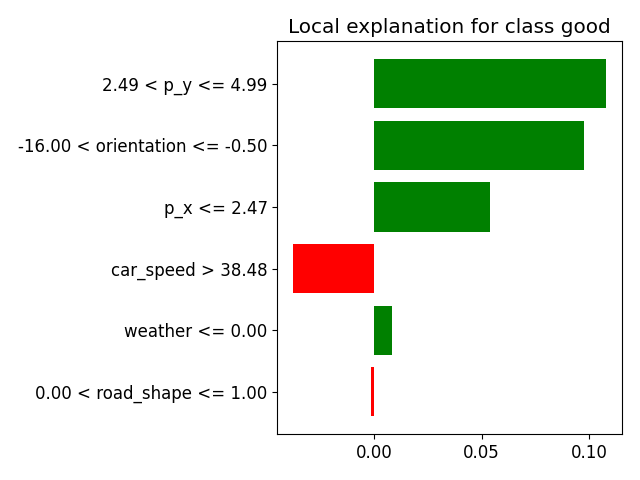 Local explanation for class good
2.49 < p_y <= 4.99
-16.00 < orientation <= -0.50
p_x <= 2.47
car_speed > 38.48
weather <= 0.00
0.00 < road_shape <= 1.00
0.00 0.05 0.10